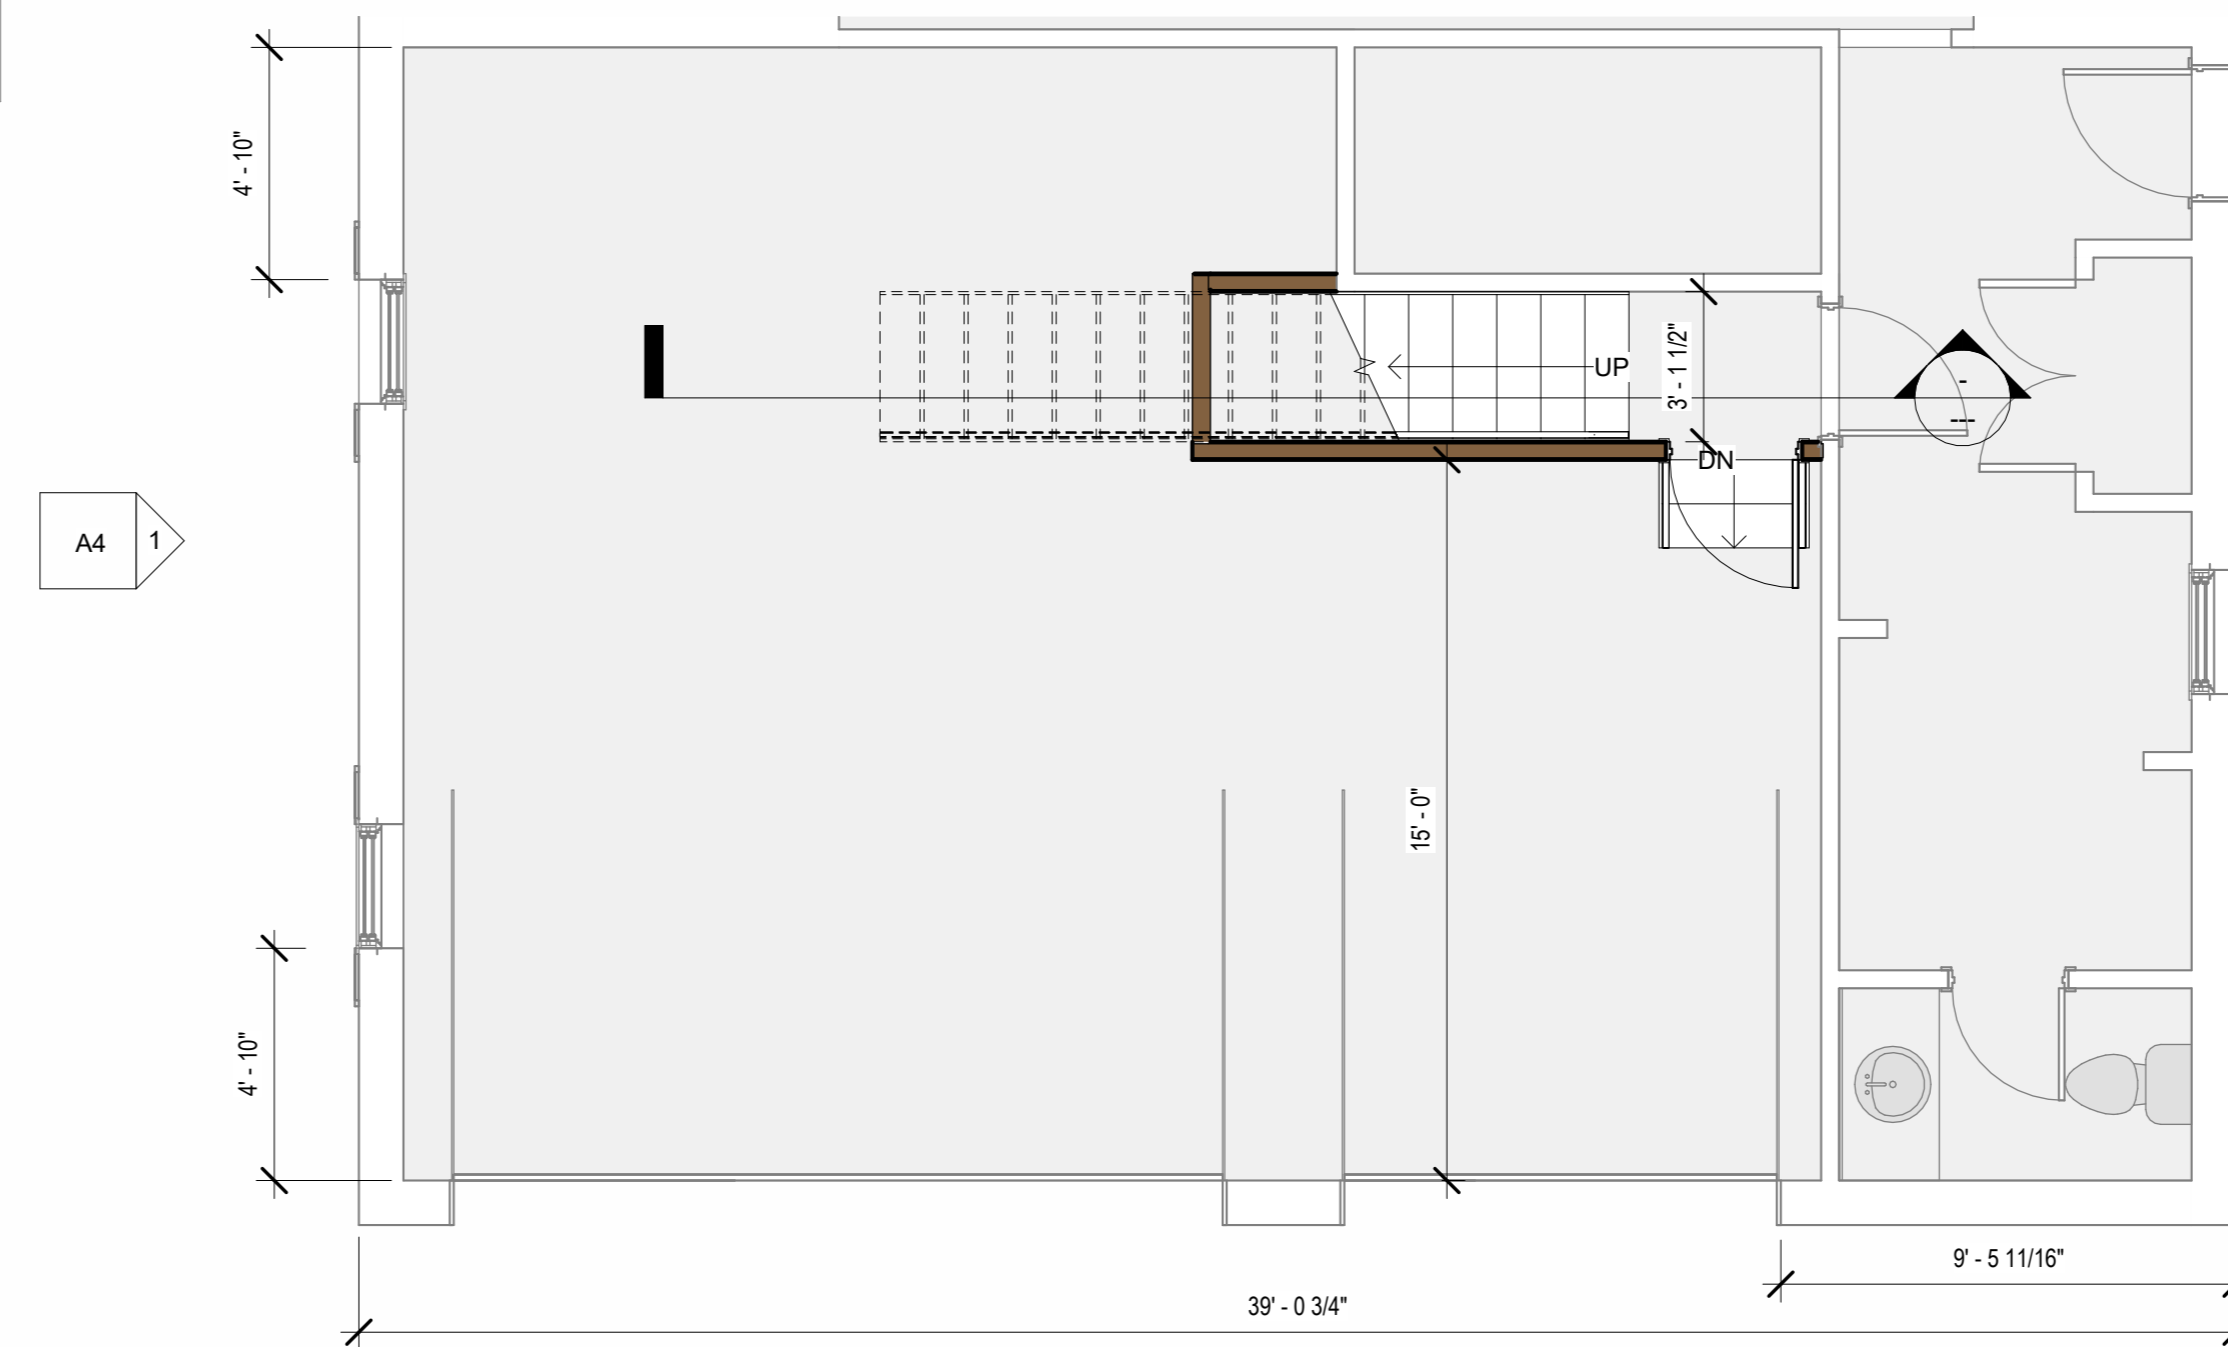 4' - 10"
UP
3' - 1 1/2"
-
---
DN
A4
1
15' - 0"
4' - 10"
9' - 5 11/16"
39' - 0 3/4"